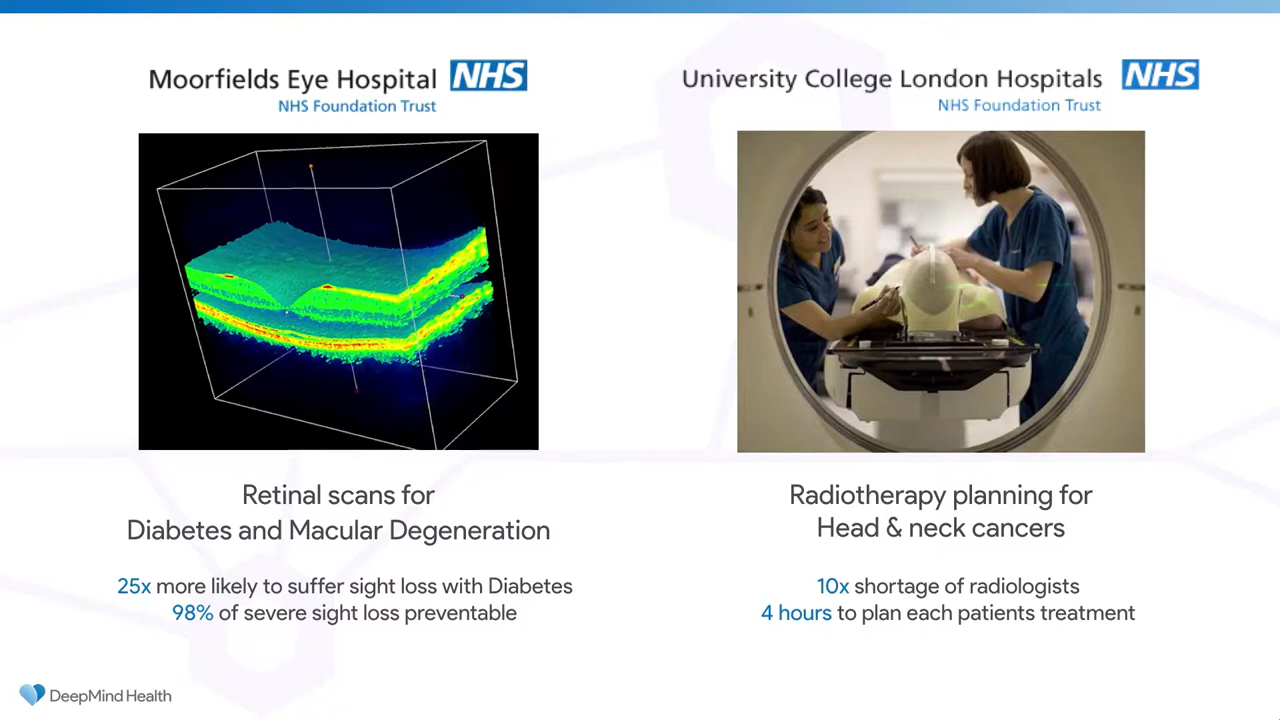 Moorfields Eye Hospital NHS
NHS Foundation Trust
Retinal scans for
Diabetes and Macular Degeneration
25x more likely to suffer sight loss with Diabetes
98% of severe sight loss preventable
University College London Hospitals NHS
NHS Foundation Trust
Radiotherapy planning for
Head & neck cancers
10x shortage of radiologists
4 hours to plan each patients treatment
DeepMind Health